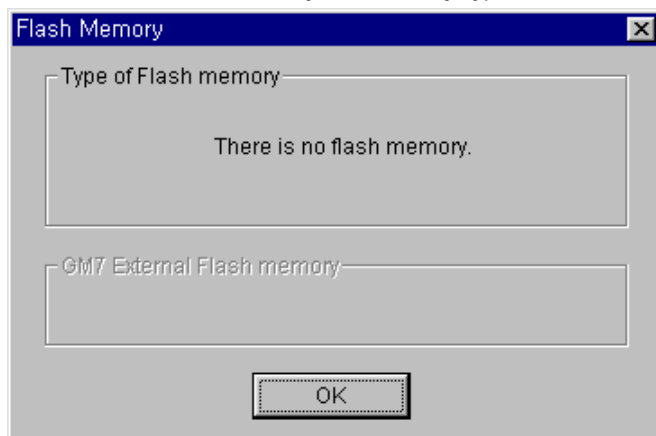 Flash Memory
Type of Flash memory
There is no flash memory.
GM7 External Flash memory
OK